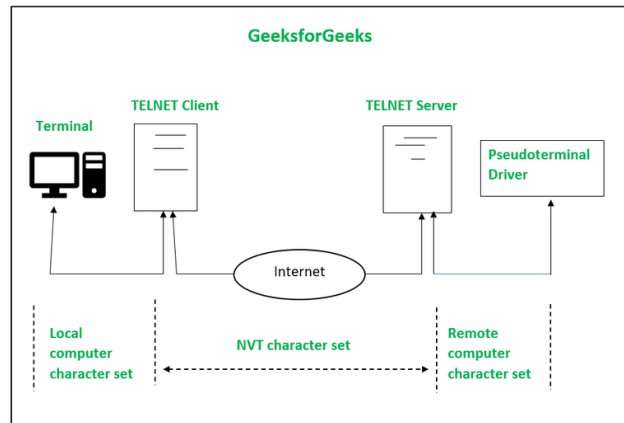 GeeksforGeeks
TELNET Client
TELNET Server
Terminal
Pseudoterminal
Driver
Internet
Local
computer
character set
NVT character set
Remote
computer
character set